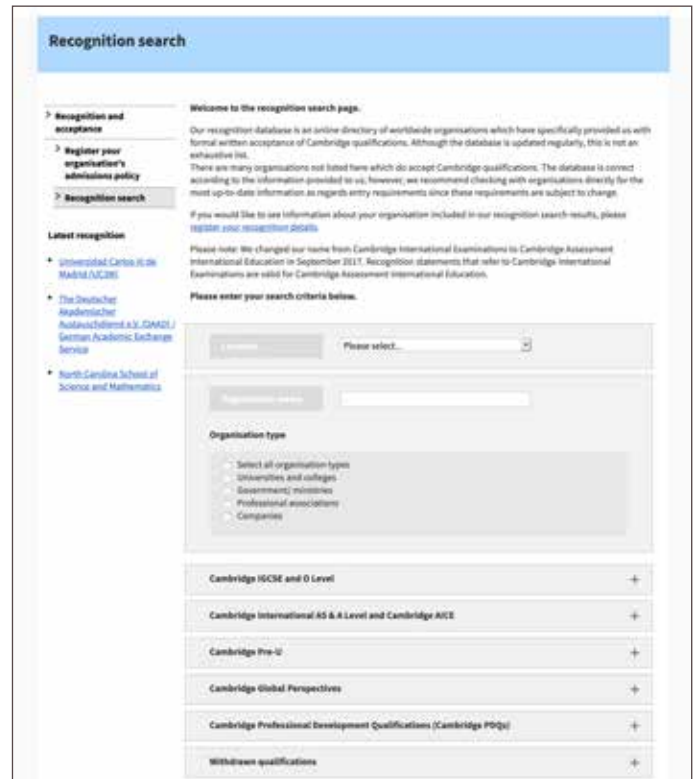 Recognition search
Recognition and
acceptance
Register your
organisation's
admissions policy
Recognition search
Latest recognition
Universidad Carlos III de
Madrid (UC3M)
The Deutscher
Akademischer
Austauschdienst e.V. (DAAD) /
German Academic Exchange
Service
North Carolina School of
Science and Mathematics
Welcome to the recognition search page.
Our recognition database is an online directory of worldwide organisations which have specifically provided us with
formal written acceptance of Cambridge qualifications. Although the database is updated regularly, this is not an
exhaustive list.
There are many organisations not listed here which do accept Cambridge qualifications. The database is correct
according to the information provided to us, however, we recommend checking with organisations directly for the
most up-to-date information as regards entry requirements since these requirements are subject to change.
If you would like to see information about your organisation included in our recognition search results, please
register your recognition details.
Please note: We changed our name from Cambridge International Examinations to Cambridge Assessment
International Education in September 2017. Recognition statements that refer to Cambridge International
Examinations are valid for Cambridge Assessment International Education.
Please enter your search criteria below.
Please select...
Organisation type
Select all organisation types
Universities and colleges
Government/ ministries
Professional associations
Companies
Cambridge IGCSE and O Level
Cambridge International AS & A Level and Cambridge AICE
Cambridge Pre-U
Cambridge Global Perspectives
Cambridge Professional Development Qualifications (Cambridge PDQs)
Withdrawn qualifications